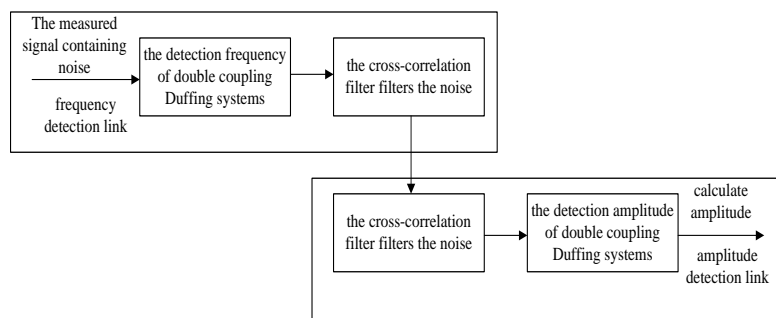 The measured
signal containing
noise
frequency
detection link
the detection frequency
of double coupling
Duffing systems
the cross-correlation
filter filters the noise
the cross-correlation
filter filters the noise
the detection amplitude
of double coupling
Duffing systems
calculate
amplitude
amplitude
detection link